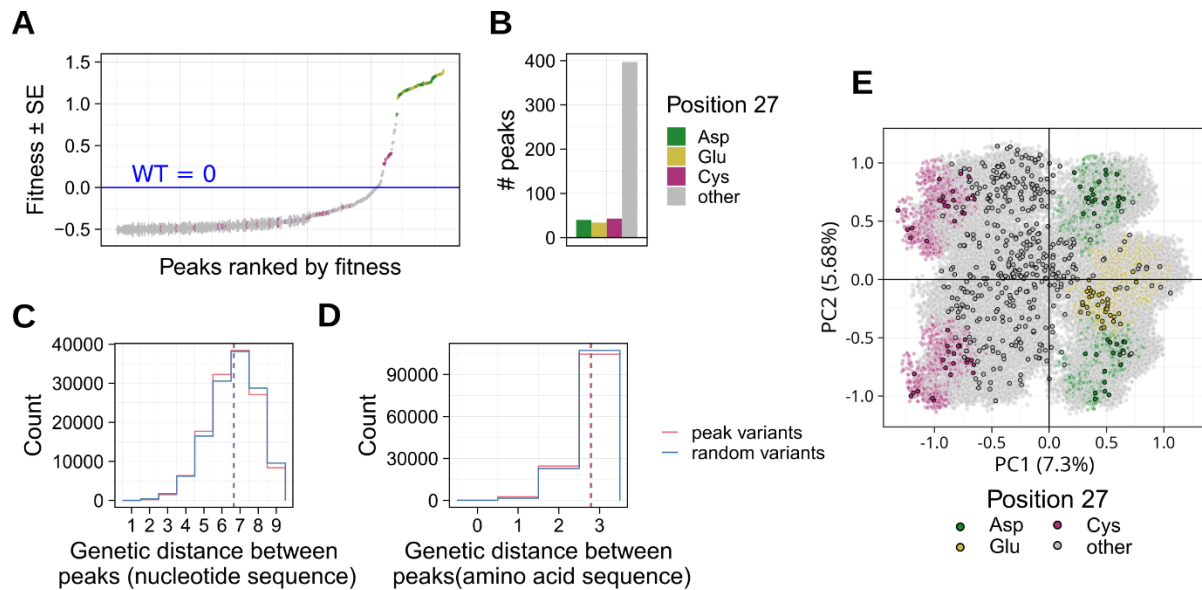 A
Fitness ± SE
1.5
1.0
0.5
0.0
−0.5
WT = 0
Peaks ranked by fitness
B
# peaks
400
300
200
100
0
Position 27
Asp
Glu
Cys
other
C
Count
40000
30000
20000
10000
0
1 2 3 4 5 6 7 8 9
Genetic distance between
peaks (nucleotide sequence)
D
Count
90000
60000
30000
0
0 1 2 3
Genetic distance between
peaks(amino acid sequence)
peak variants
random variants
E
PC2 (5.68%)
1.0
0.5
0.0
-0.5
-1.0
-1.0 -0.5 0.0 0.5 1.0
PC1 (7.3%)
Position 27
Asp Cys
Glu other